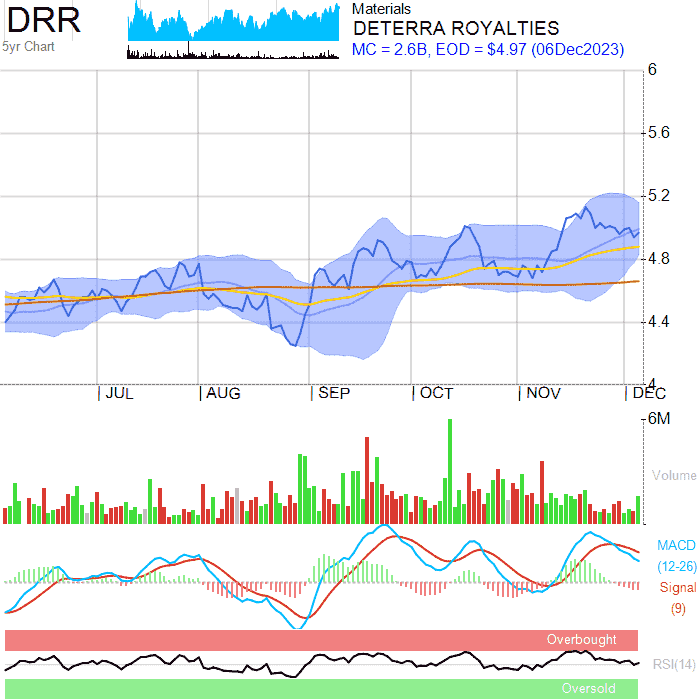 DRR
5yr Chart
Materials
DETERRA ROYALTIES
MC = 2.6B, EOD = $4.97 (06Dec2023)
6
5.6
5.2
4.8
4.4
4
JUL
AUG
SEP
OCT
NOV
DEC
6M
Volume
MACD
(12-26)
Signal
(9)
Overbought
RSI(14)
Oversold